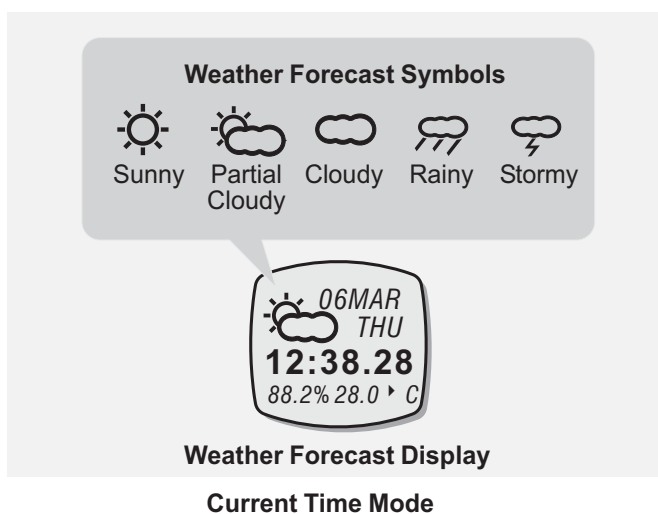 Weather Forecast Symbols
Sunny Partial Cloudy Rainy Stormy
Cloudy
06MAR
THU
12:38.28
88.2% 28.0 ‣ C
Weather Forecast Display
Current Time Mode